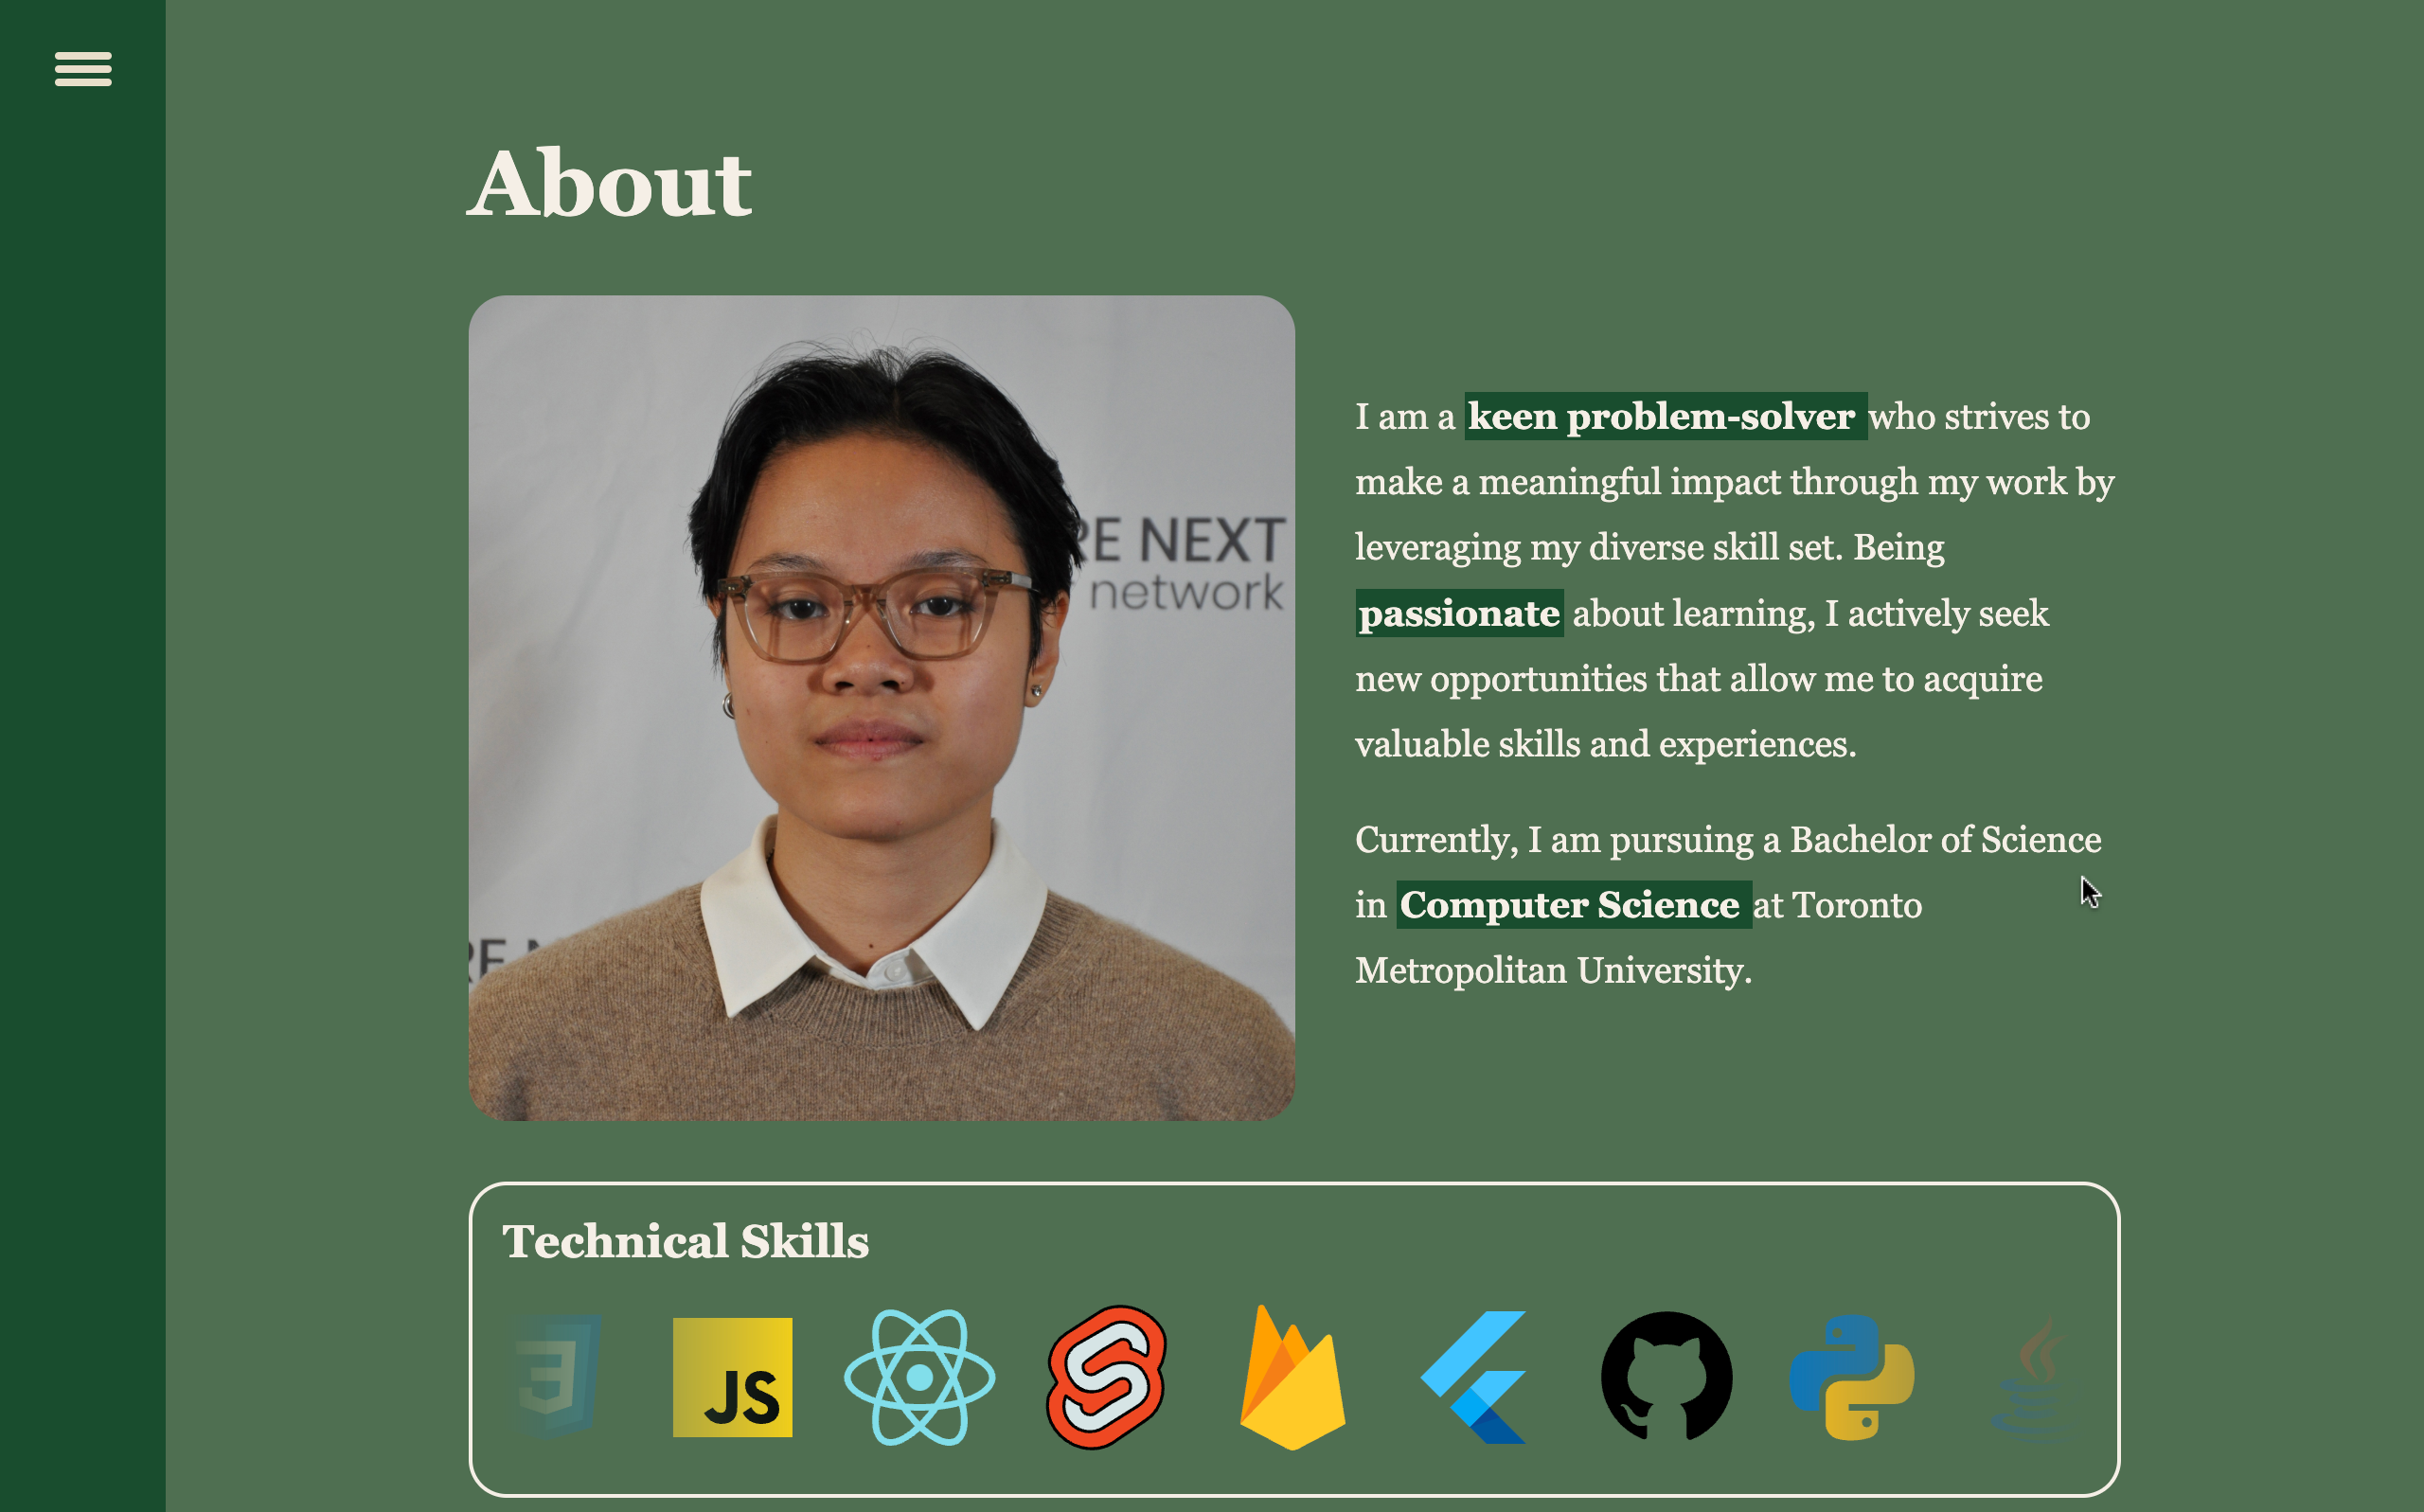 About
RE NEXT
network
I am a keen problem-solver who strives to
make a meaningful impact through my work by
leveraging my diverse skill set. Being
passionate about learning, I actively seek
new opportunities that allow me to acquire
valuable skills and experiences.
Currently, I am pursuing a Bachelor of Science
in Computer Science at Toronto
Metropolitan University.
RE N
Technical Skills
3
JS